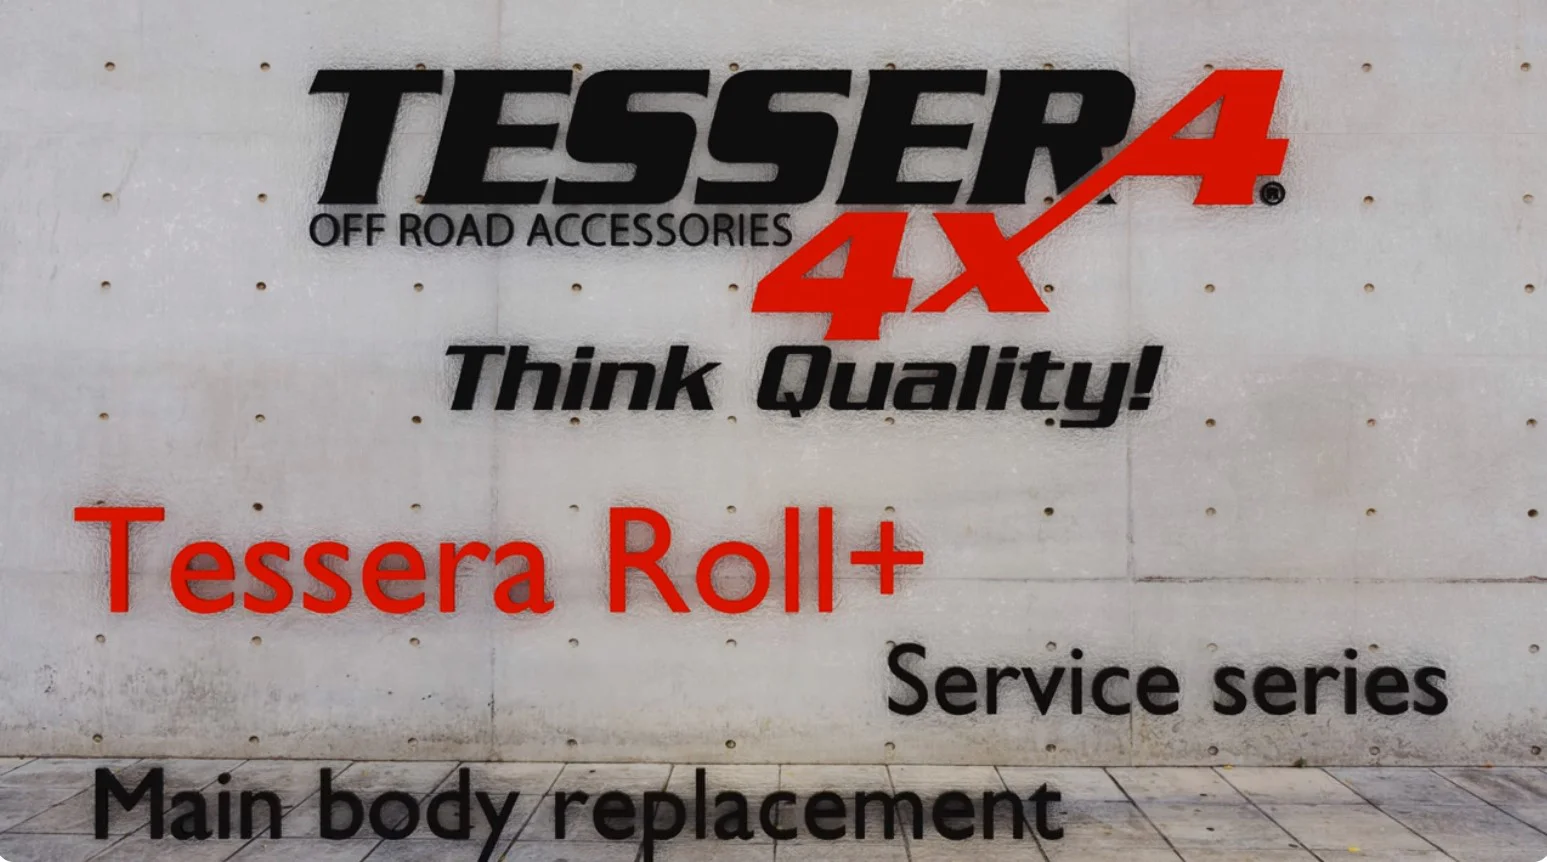 TESSERA
4X4
OFF ROAD ACCESSORIES
®
Think Quality!
Tessera Roll+
Service series
Main body replacement